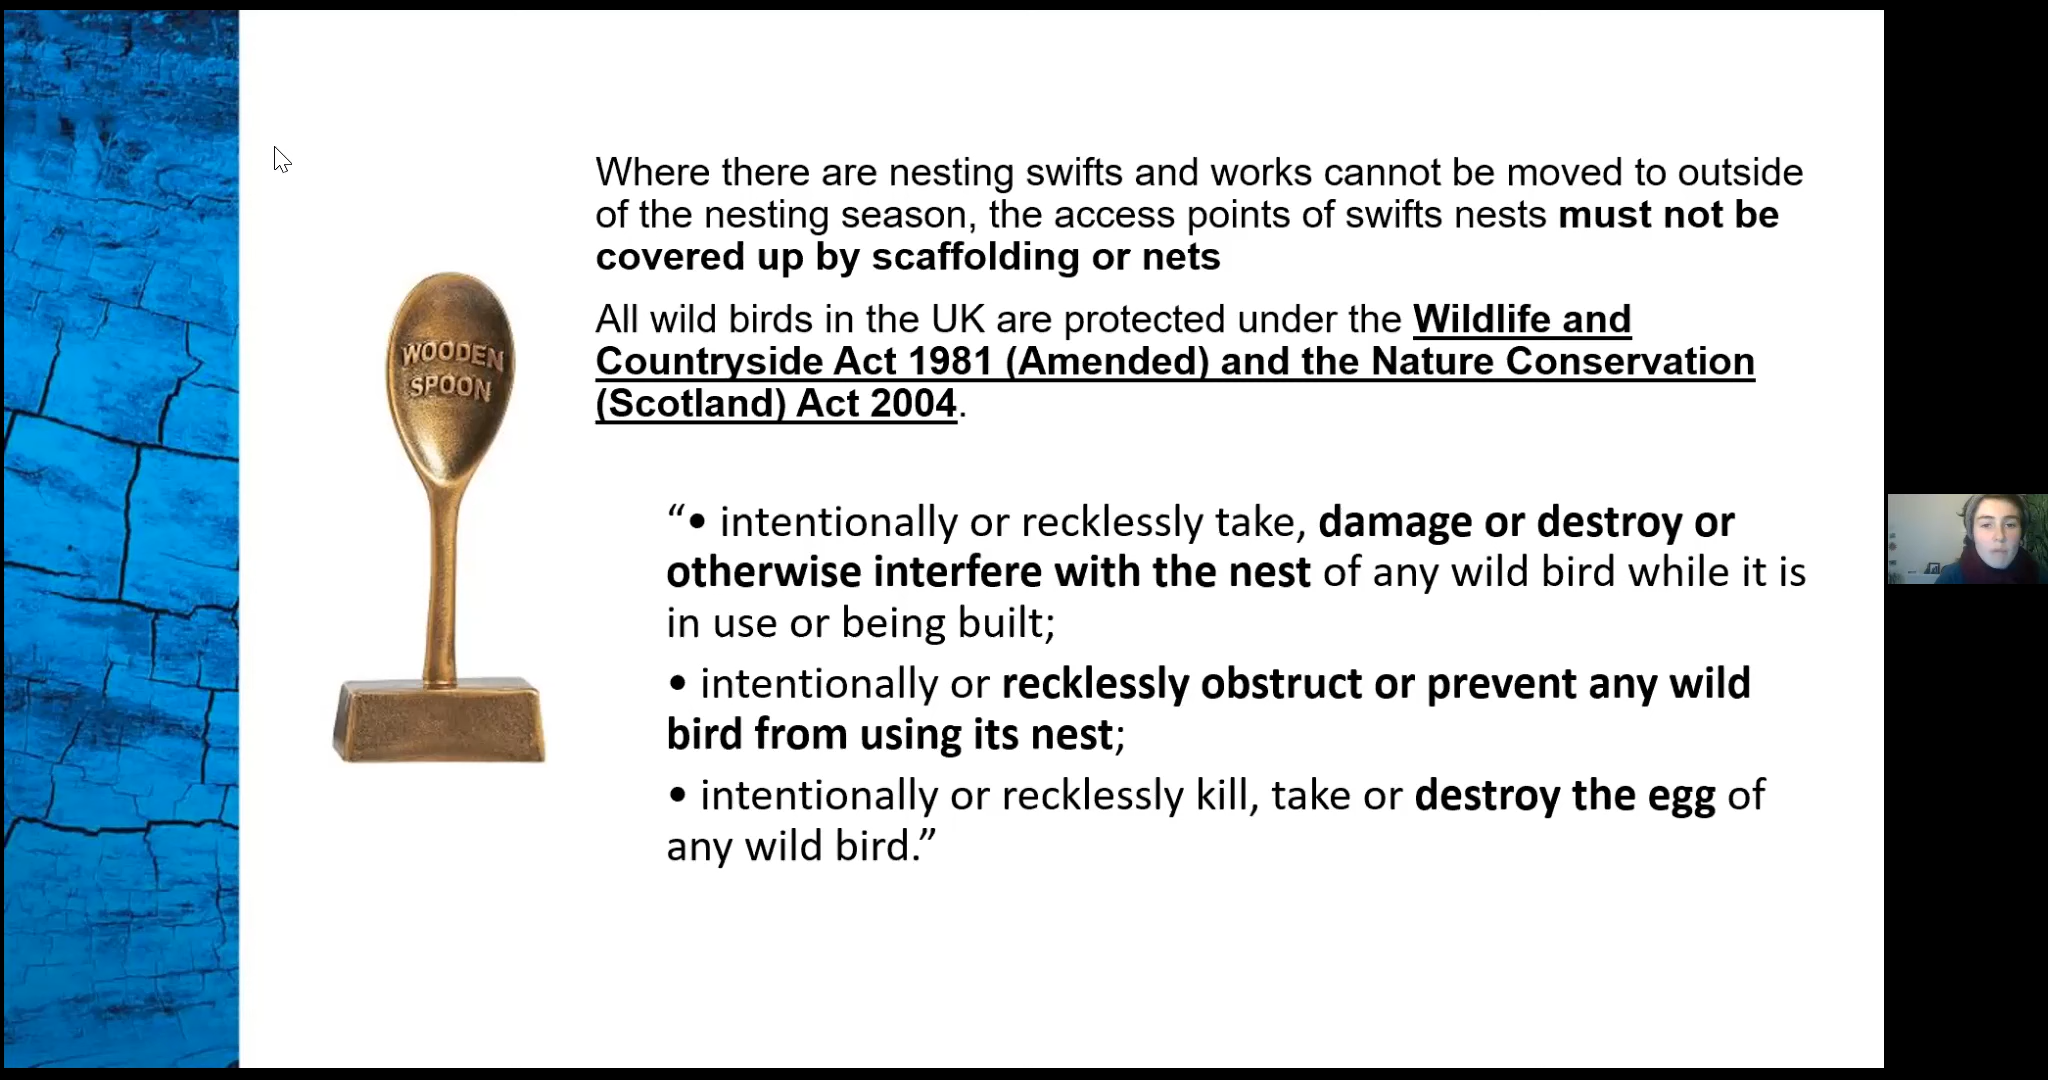 WOODEN
SPOON
Where there are nesting swifts and works cannot be moved to outside
of the nesting season, the access points of swifts nests must not be
covered up by scaffolding or nets
All wild birds in the UK are protected under the Wildlife and
Countryside Act 1981 (Amended) and the Nature Conservation
(Scotland) Act 2004.
“• intentionally or recklessly take, damage or destroy or
otherwise interfere with the nest of any wild bird while it is
in use or being built;
• intentionally or recklessly obstruct or prevent any wild
bird from using its nest;
• intentionally or recklessly kill, take or destroy the egg of
any wild bird.”